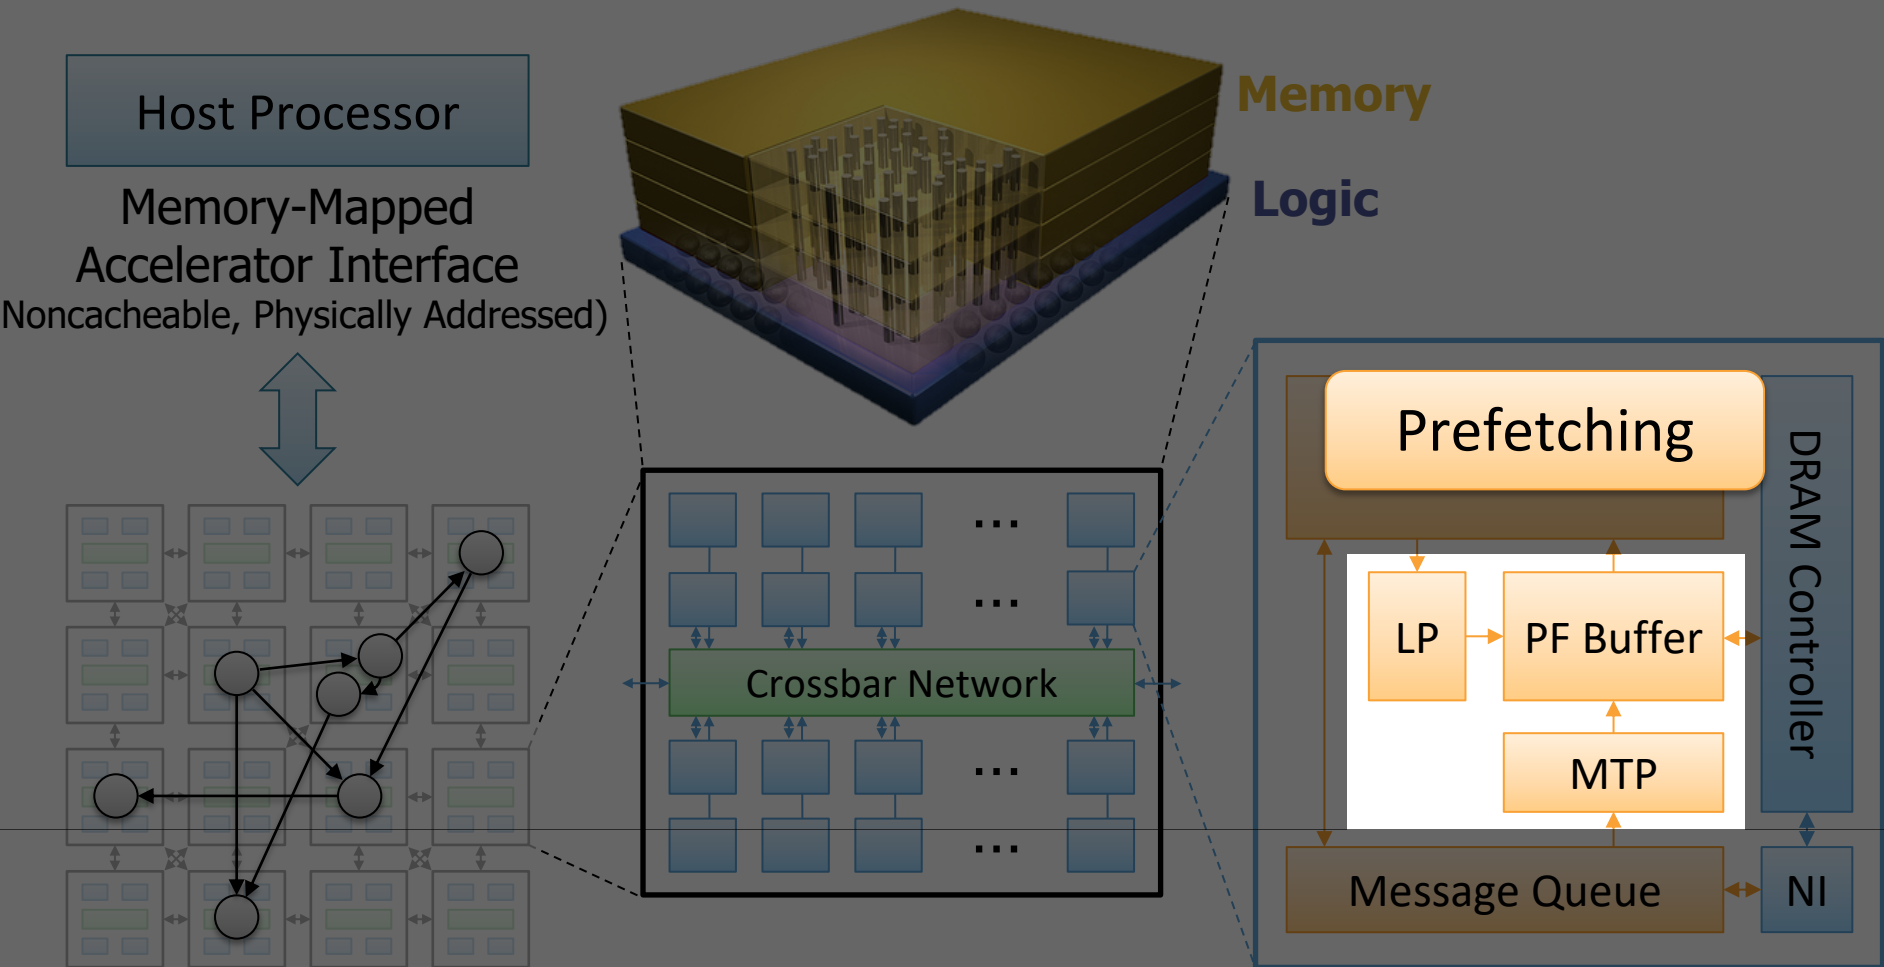 Host Processor
Memory-Mapped
Accelerator Interface
Noncacheable, Physically Addressed)
Memory
Logic
...
...
Crossbar Network
...
...
Prefetching
DRAM Controller
LP
PF Buffer
MTP
Message Queue
NI